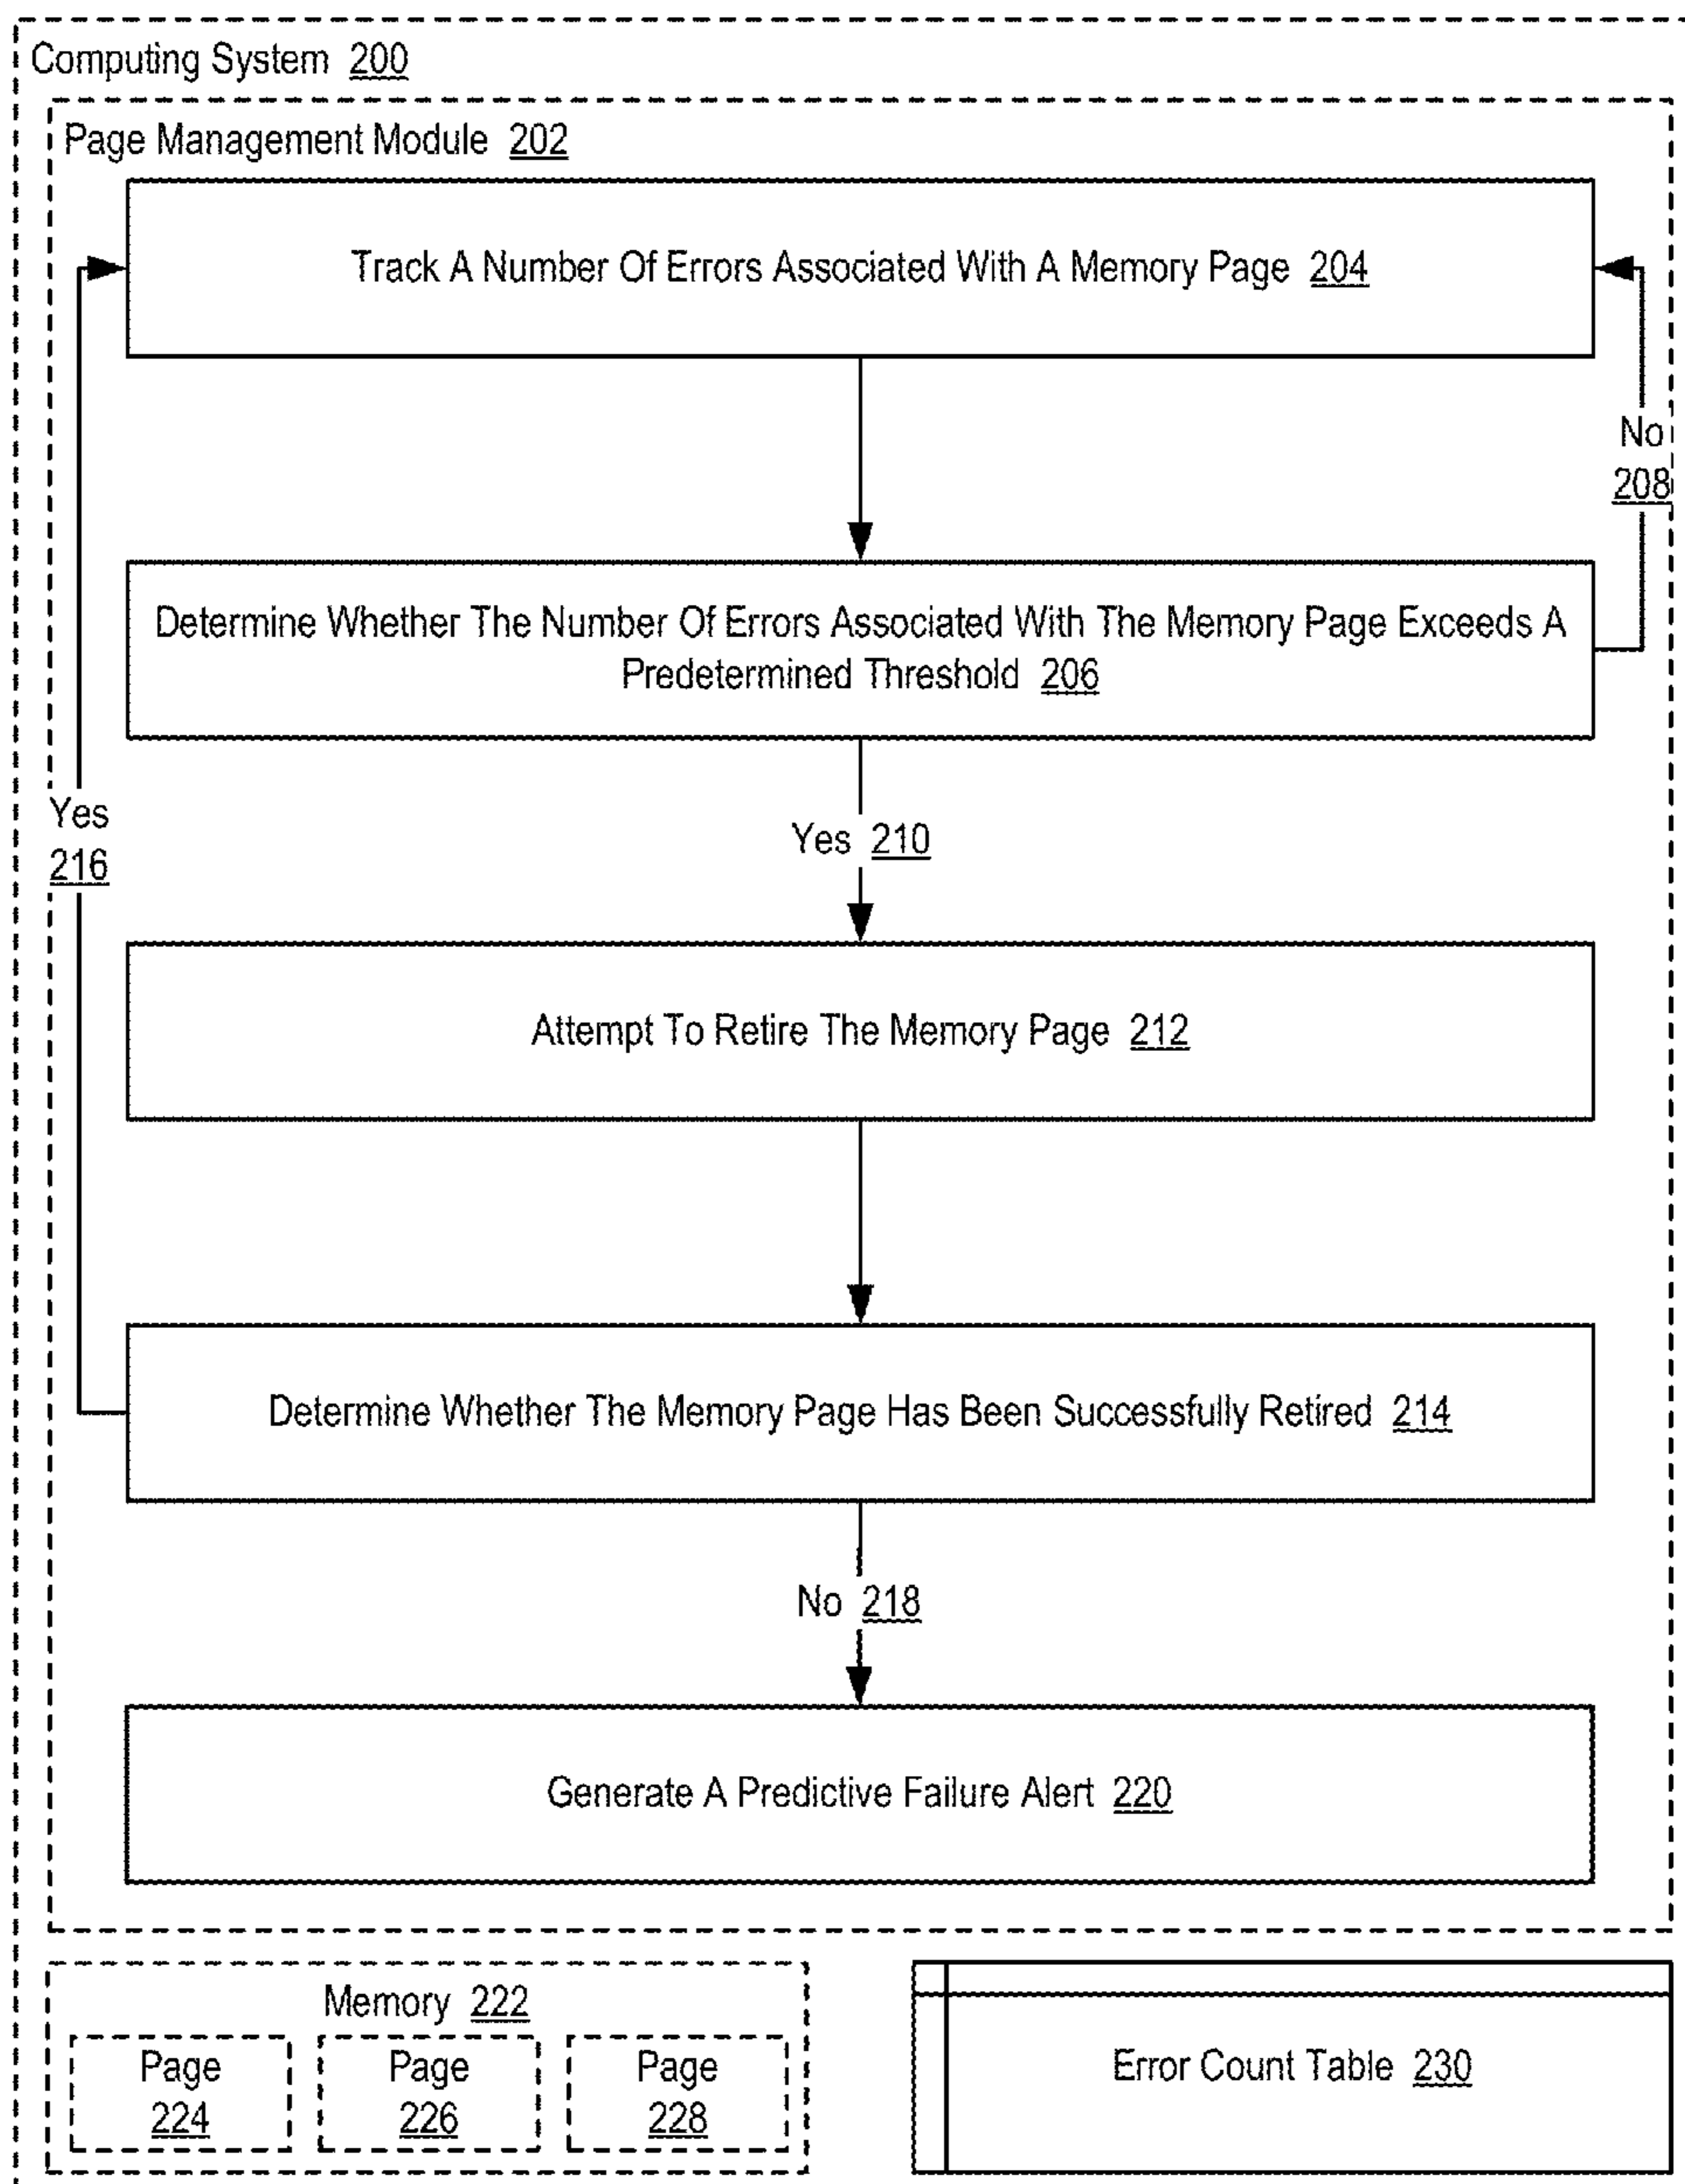 Computing System 200
Page Management Module 202
Track A Number Of Errors Associated With A Memory Page 204
No
208
Determine Whether The Number Of Errors Associated With The Memory Page Exceeds A
Predetermined Threshold 206
Yes
216
Yes 210
Attempt To Retire The Memory Page 212
Determine Whether The Memory Page Has Been Successfully Retired 214
No 218
Generate A Predictive Failure Alert 220
Memory 222
Page
224
Page
226
Page
228
Error Count Table 230